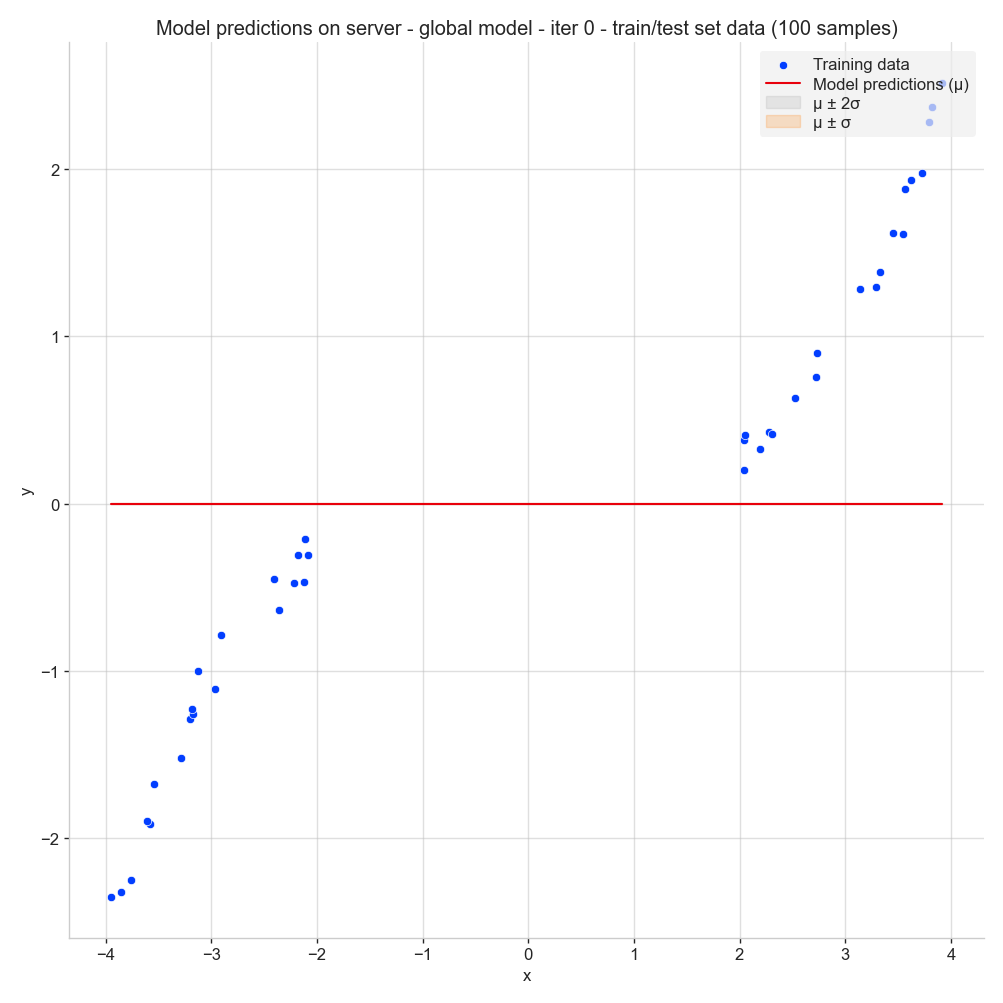 Model predictions on server - global model - iter 0 - train/test set data (100 samples)
Training data
Model predictions (μ)
μ ± 2σ
μ ± σ
2
1
0
−1
−2
y
−4
−3
−2
−1
0
1
2
3
4
x